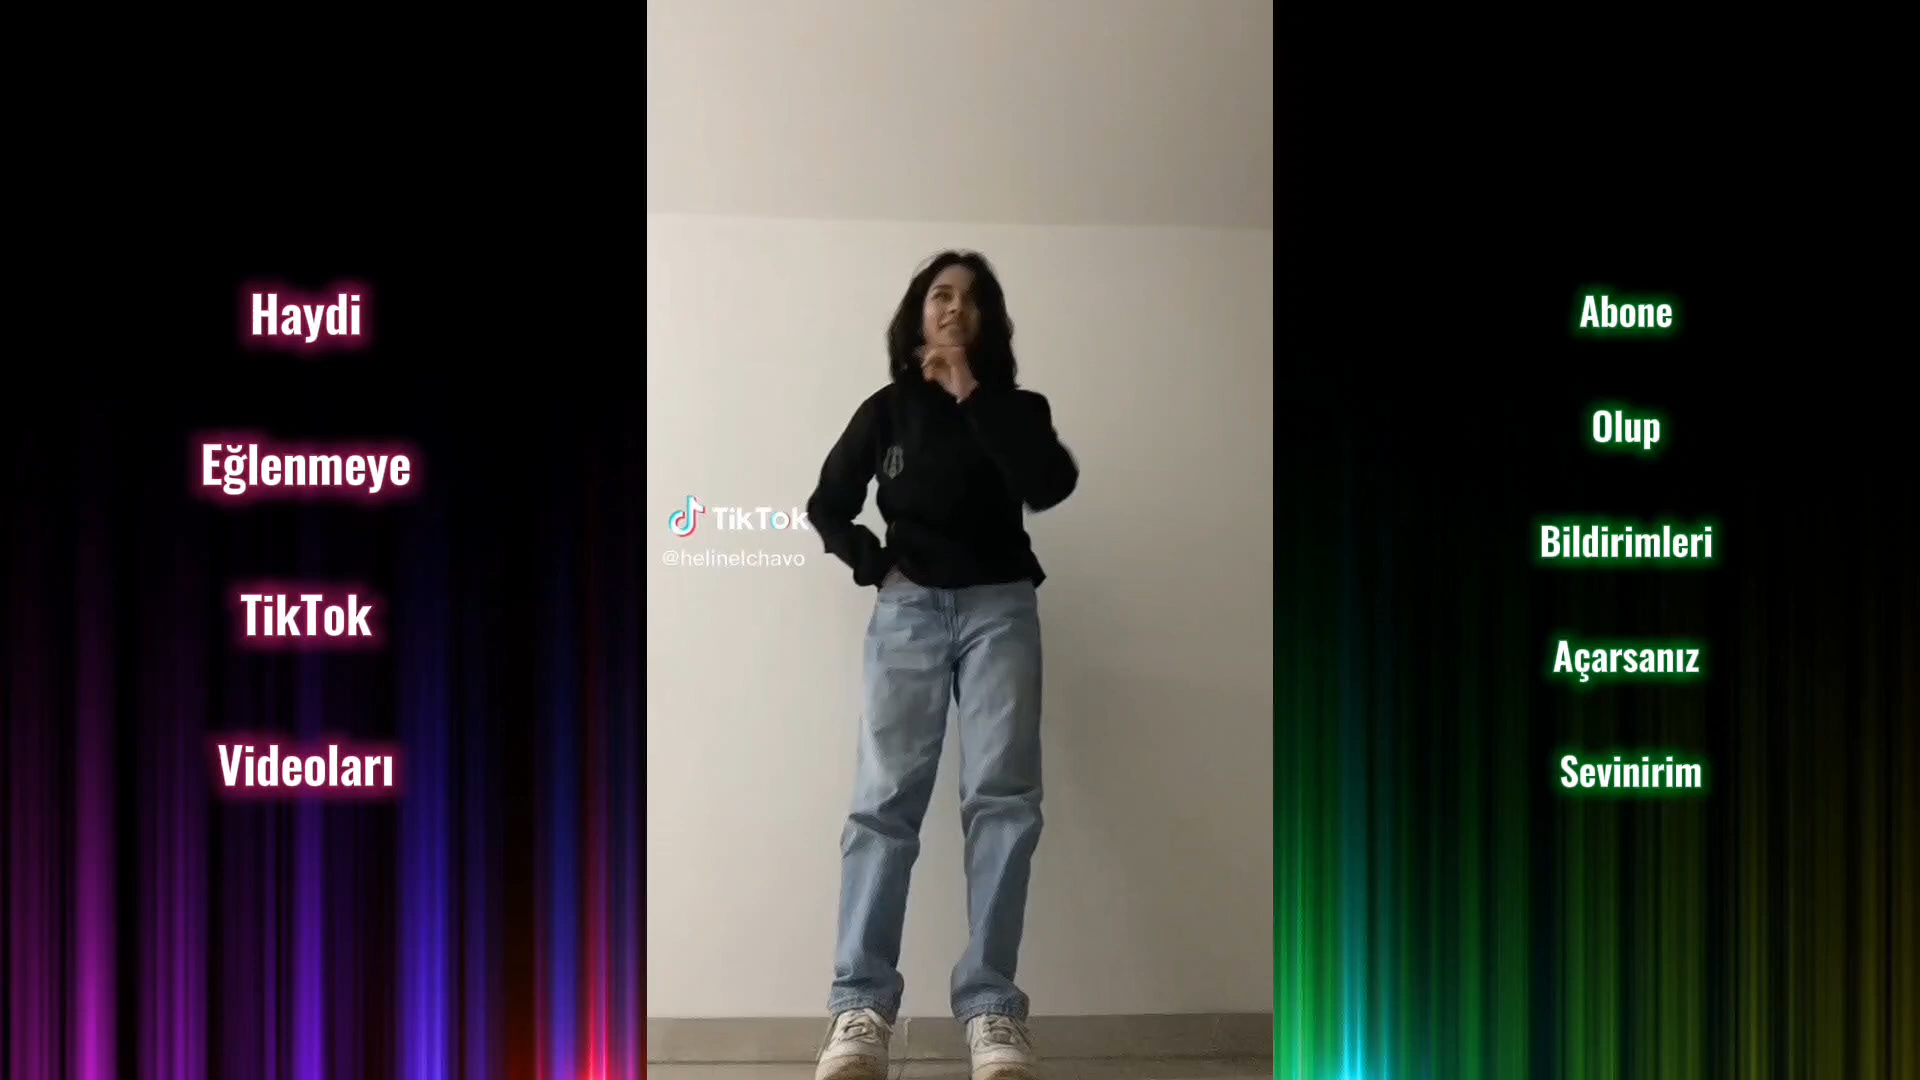 Haydi
Eğlenmeye
TikTok
Videoları
TikTok
@helinelchavo
Abone
Olup
Bildirimleri
Açarsanız
Sevinirim